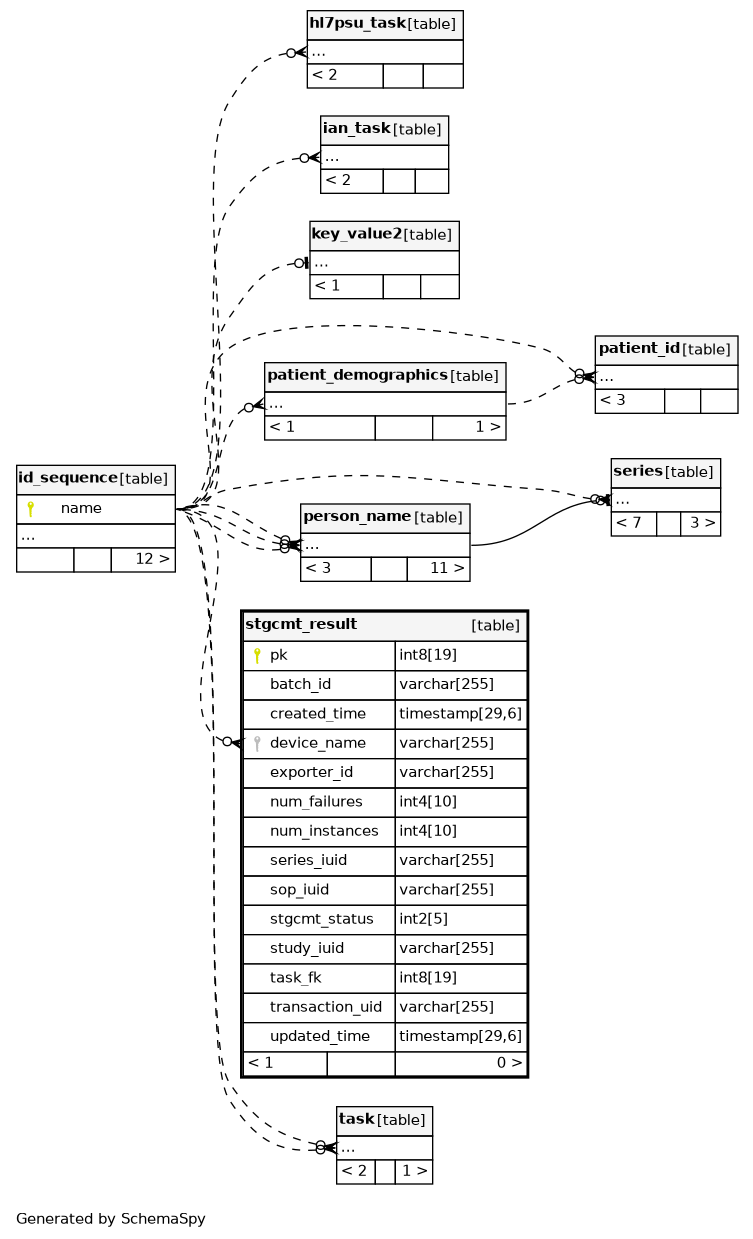 hl7psu_task [table]
...
< 2
ian_task [table]
...
< 2
key_value2 [table]
...
< 1
patient_id [table]
...
< 3
patient_demographics [table]
...
< 1 1 >
id_sequence [table]
name
...
12 >
series [table]
...
< 7 3 >
person_name [table]
...
< 3 11 >
stgcmt_result [table]
pk int8[19]
batch_id varchar[255]
created_time timestamp[29,6]
device_name varchar[255]
exporter_id varchar[255]
num_failures int4[10]
num_instances int4[10]
series_iuid varchar[255]
sop_iuid varchar[255]
stgcmt_status int2[5]
study_iuid varchar[255]
task_fk int8[19]
transaction_uid varchar[255]
updated_time timestamp[29,6]
< 1 0 >
task [table]
...
< 2 1 >
Generated by SchemaSpy